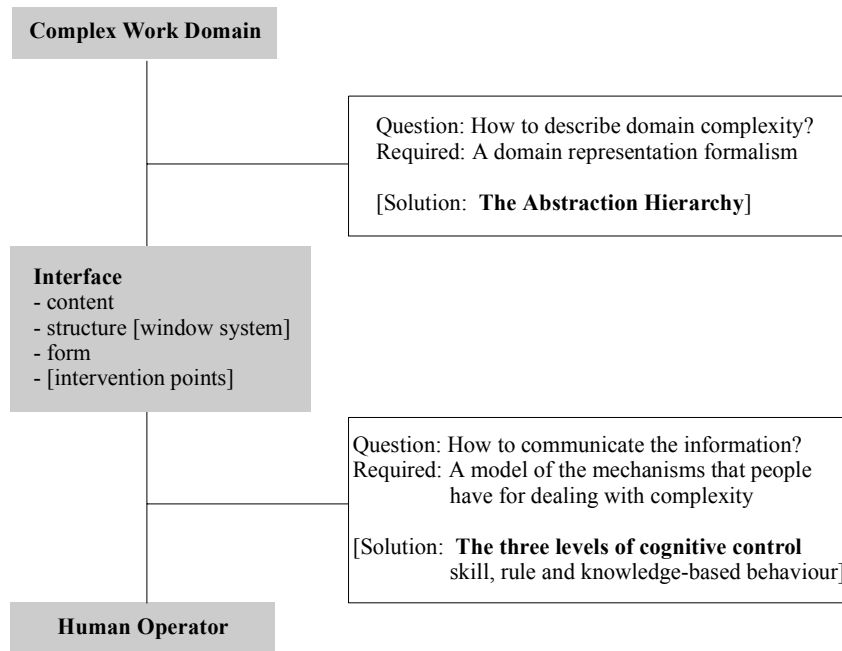 Complex Work Domain
Question: How to describe domain complexity?
Required: A domain representation formalism
[Solution: The Abstraction Hierarchy]
Interface
- content
- structure [window system]
- form
- [intervention points]
Question: How to communicate the information?
Required: A model of the mechanisms that people
have for dealing with complexity
[Solution: The three levels of cognitive control
skill, rule and knowledge-based behaviour]
Human Operator